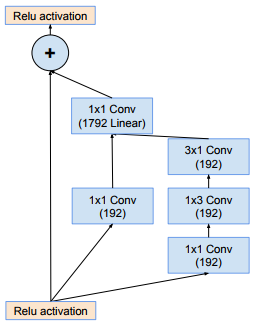 Relu activation
+
1x1 Conv
(1792 Linear)
3x1 Conv
(192)
1x1 Conv
(192)
1x3 Conv
(192)
1x1 Conv
(192)
Relu activation